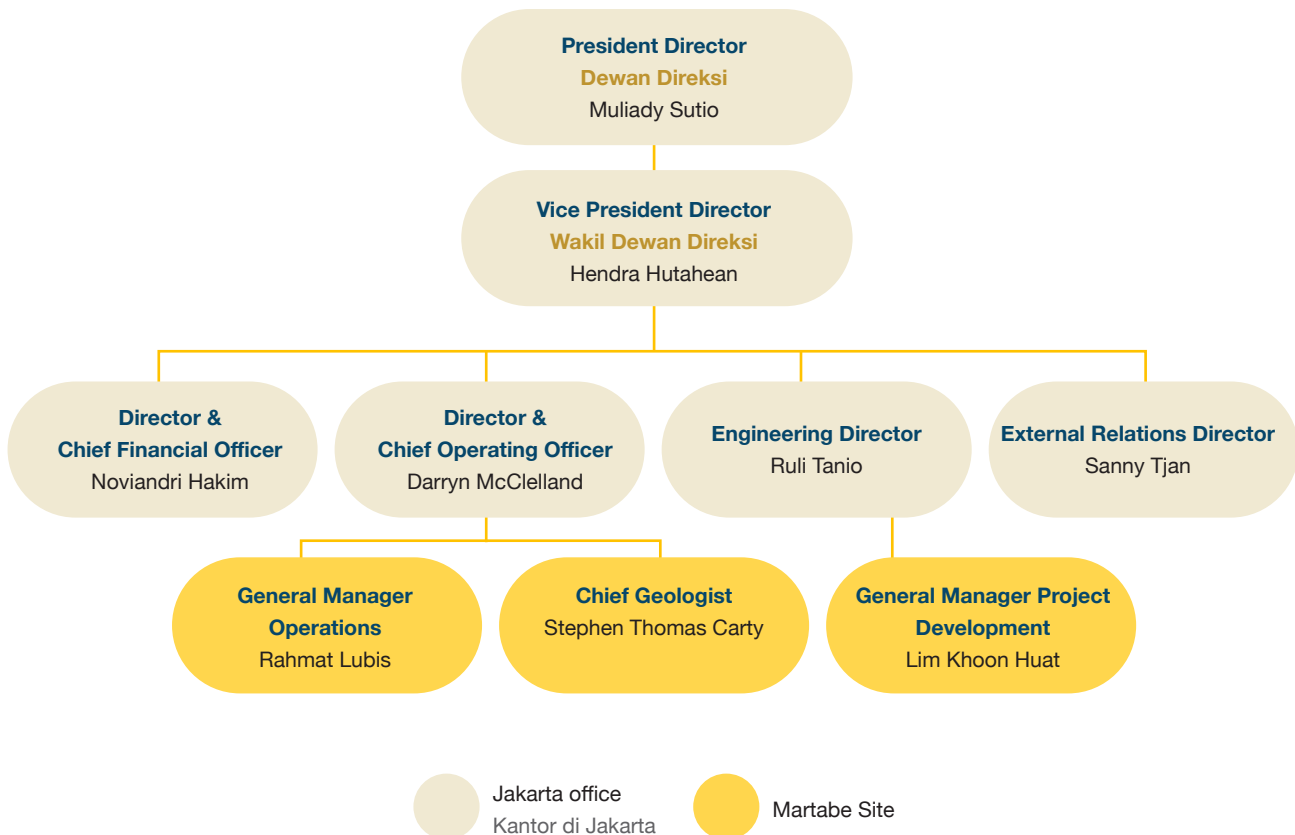 President Director
Dewan Direksi
Muliady Sutio
Vice President Director
Wakil Dewan Direksi
Hendra Hutahean
Director &
Chief Financial Officer
Noviandri Hakim
Director &
Chief Operating Officer
Darryn McClelland
Engineering Director
Ruli Tanio
External Relations Director
Sanny Tjan
General Manager
Operations
Rahmat Lubis
Chief Geologist
Stephen Thomas Carty
General Manager Project
Development
Lim Khoon Huat
Jakarta office
Kantor di Jakarta
Martabe Site